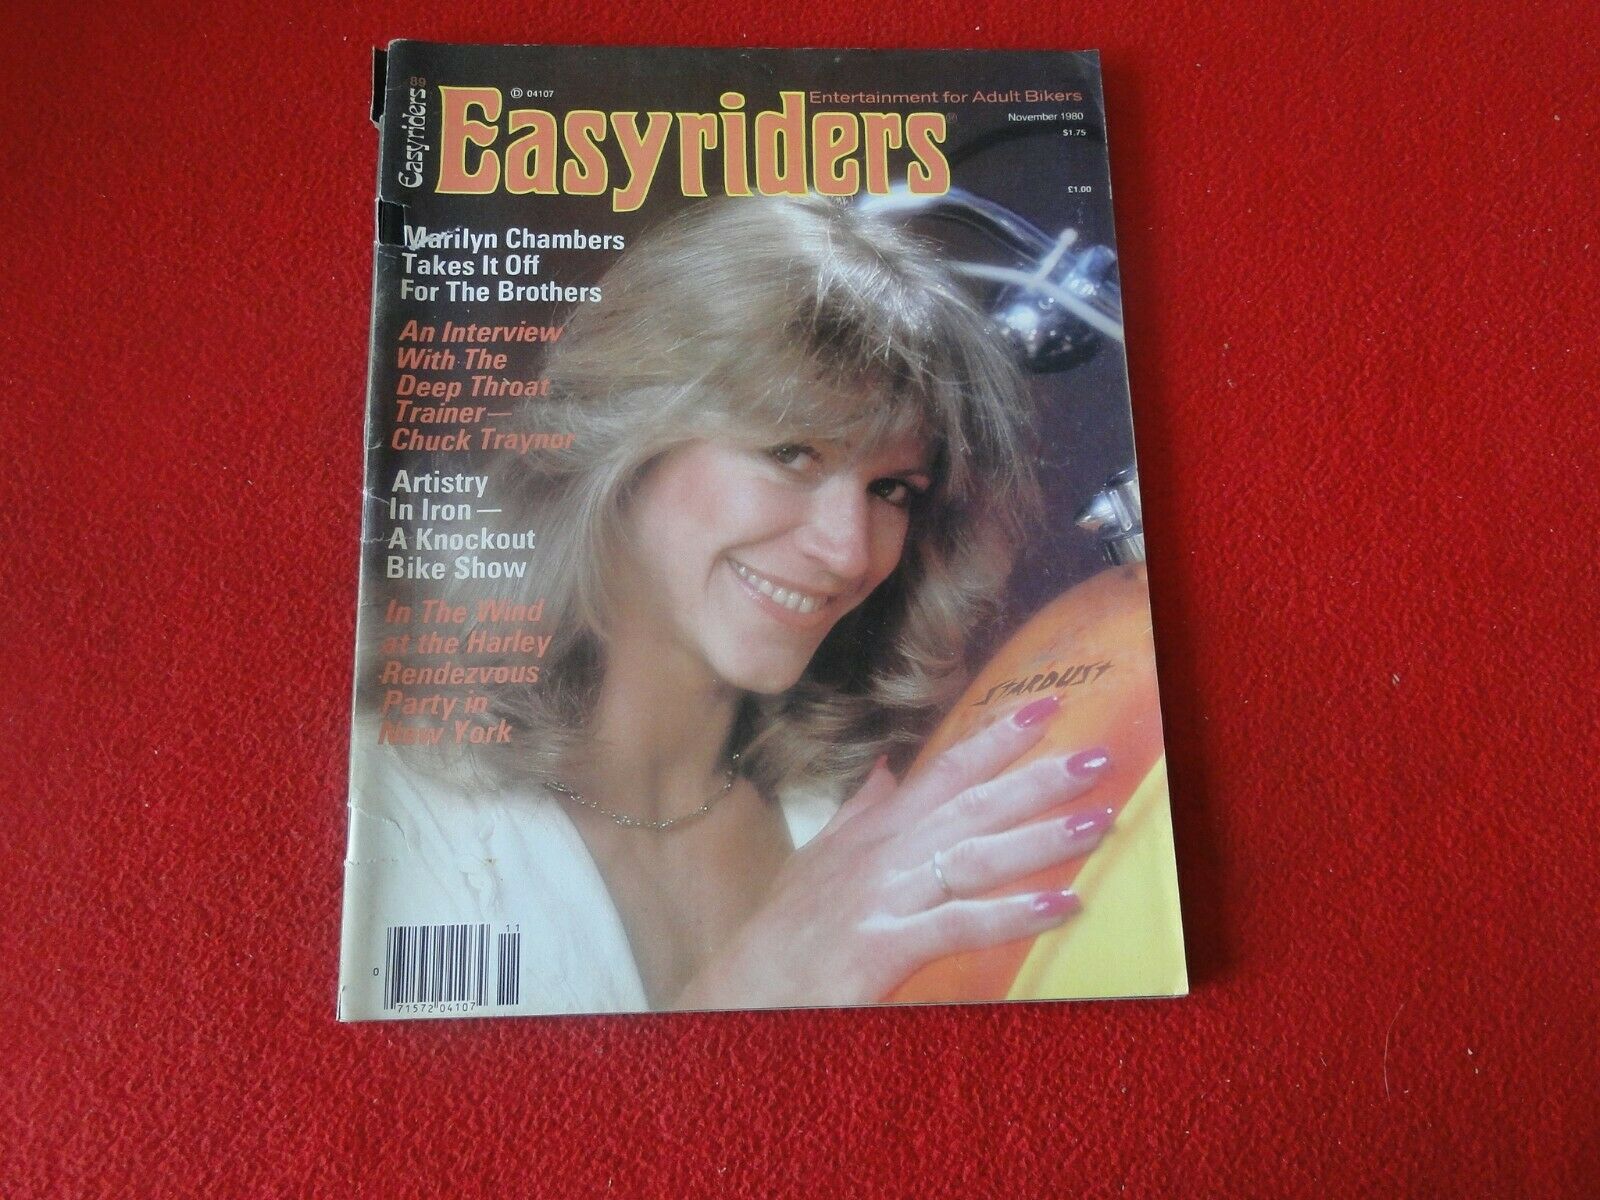 89
Easyriders
Ⓓ 04107
Entertainment for Adult Bikers
Easyriders®
November 1980
$1.75
£1.00
Marilyn Chambers
Takes It Off
For The Brothers
An Interview
With The
Deep Throat
Trainer—
Chuck Traynor
Artistry
In Iron—
A Knockout
Bike Show
In The Wind
at the Harley
Rendezvous
Party in
New York
STARDUST
11
0
71572 04107